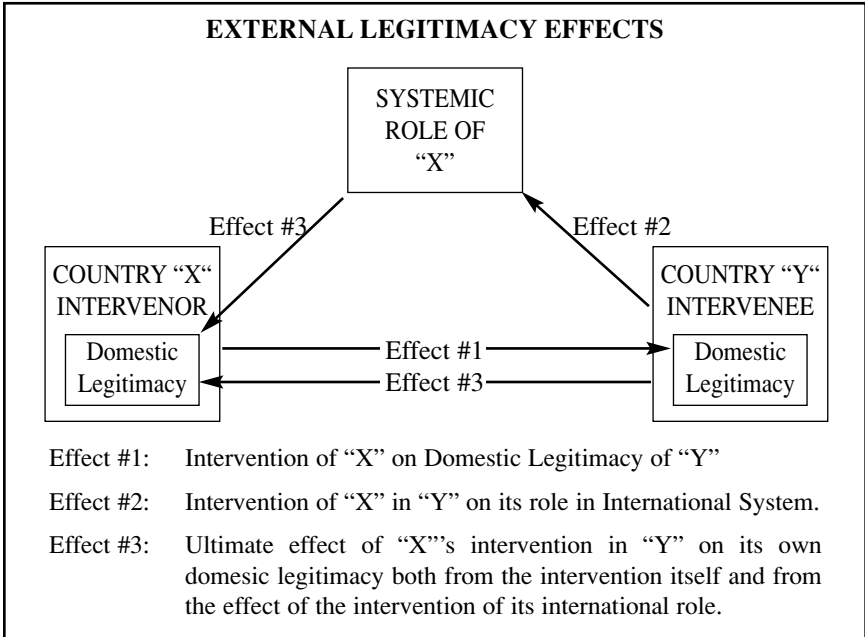 EXTERNAL LEGITIMACY EFFECTS
SYSTEMIC
ROLE OF
“X”
Effect #3
Effect #2
COUNTRY “X“
INTERVENOR
COUNTRY “Y“
INTERVENEE
Domestic
Legitimacy
Effect #1
Effect #3
Domestic
Legitimacy
Effect #1: Intervention of “X” on Domestic Legitimacy of “Y”
Effect #2: Intervention of “X” in “Y” on its role in International System.
Effect #3: Ultimate effect of “X”’s intervention in “Y” on its own
domesic legitimacy both from the intervention itself and from
the effect of the intervention of its international role.